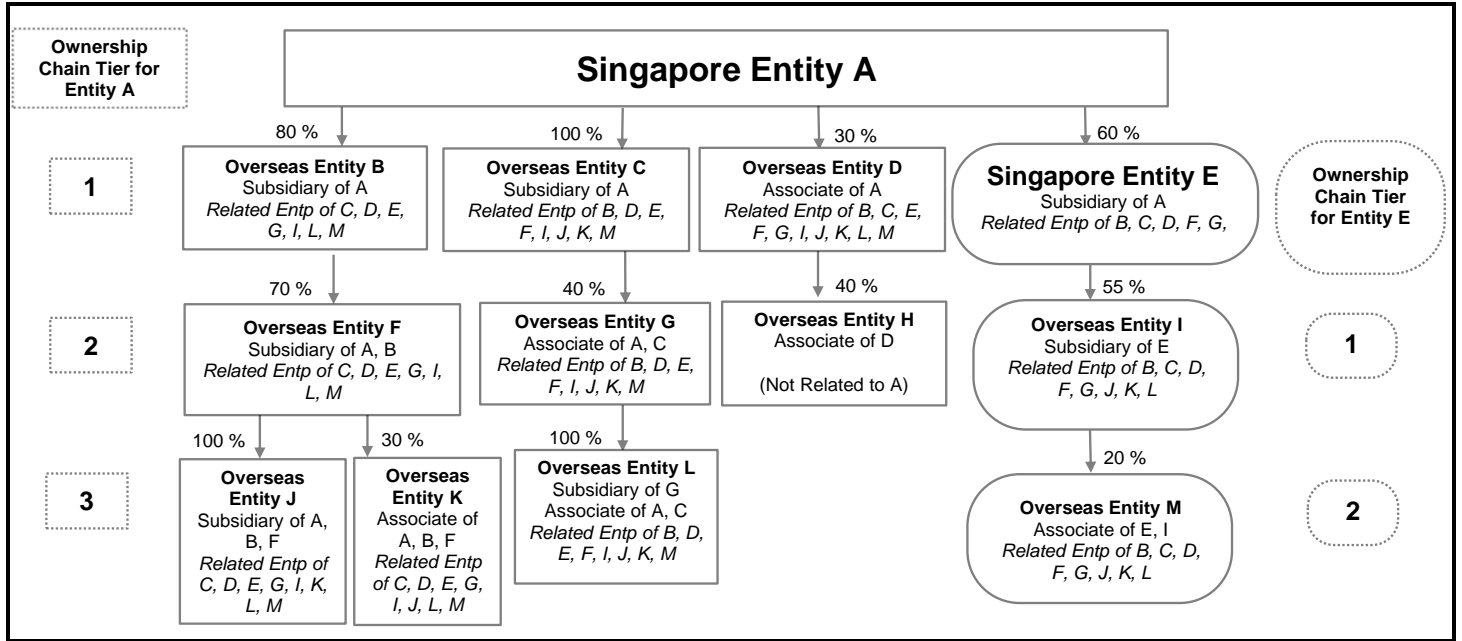 Ownership
Chain Tier for
Entity A
Singapore Entity A
80 %
100 %
30 %
60 %
1
Overseas Entity B
Subsidiary of A
Related Entp of C, D, E,
G, I, L, M
Overseas Entity C
Subsidiary of A
Related Entp of B, D, E,
F, I, J, K, M
Overseas Entity D
Associate of A
Related Entp of B, C, E,
F, G, I, J, K, L, M
Singapore Entity E
Subsidiary of A
Related Entp of B, C, D, F, G,
Ownership
Chain Tier
for Entity E
70 %
40 %
40 %
55 %
2
Overseas Entity F
Subsidiary of A, B
Related Entp of C, D, E, G, I,
L, M
Overseas Entity G
Associate of A, C
Related Entp of B, D, E,
F, I, J, K, M
Overseas Entity H
Associate of D
(Not Related to A)
Overseas Entity I
Subsidiary of E
Related Entp of B, C, D,
F, G, J, K, L
1
100 %
30 %
100 %
20 %
3
Overseas
Entity J
Subsidiary of A,
B, F
Related Entp of
C, D, E, G, I, K,
L, M
Overseas
Entity K
Associate of
A, B, F
Related Entp
of C, D, E, G,
I, J, L, M
Overseas Entity L
Subsidiary of G
Associate of A, C
Related Entp of B, D,
E, F, I, J, K, M
Overseas Entity M
Associate of E, I
Related Entp of B, C, D,
F, G, J, K, L
2